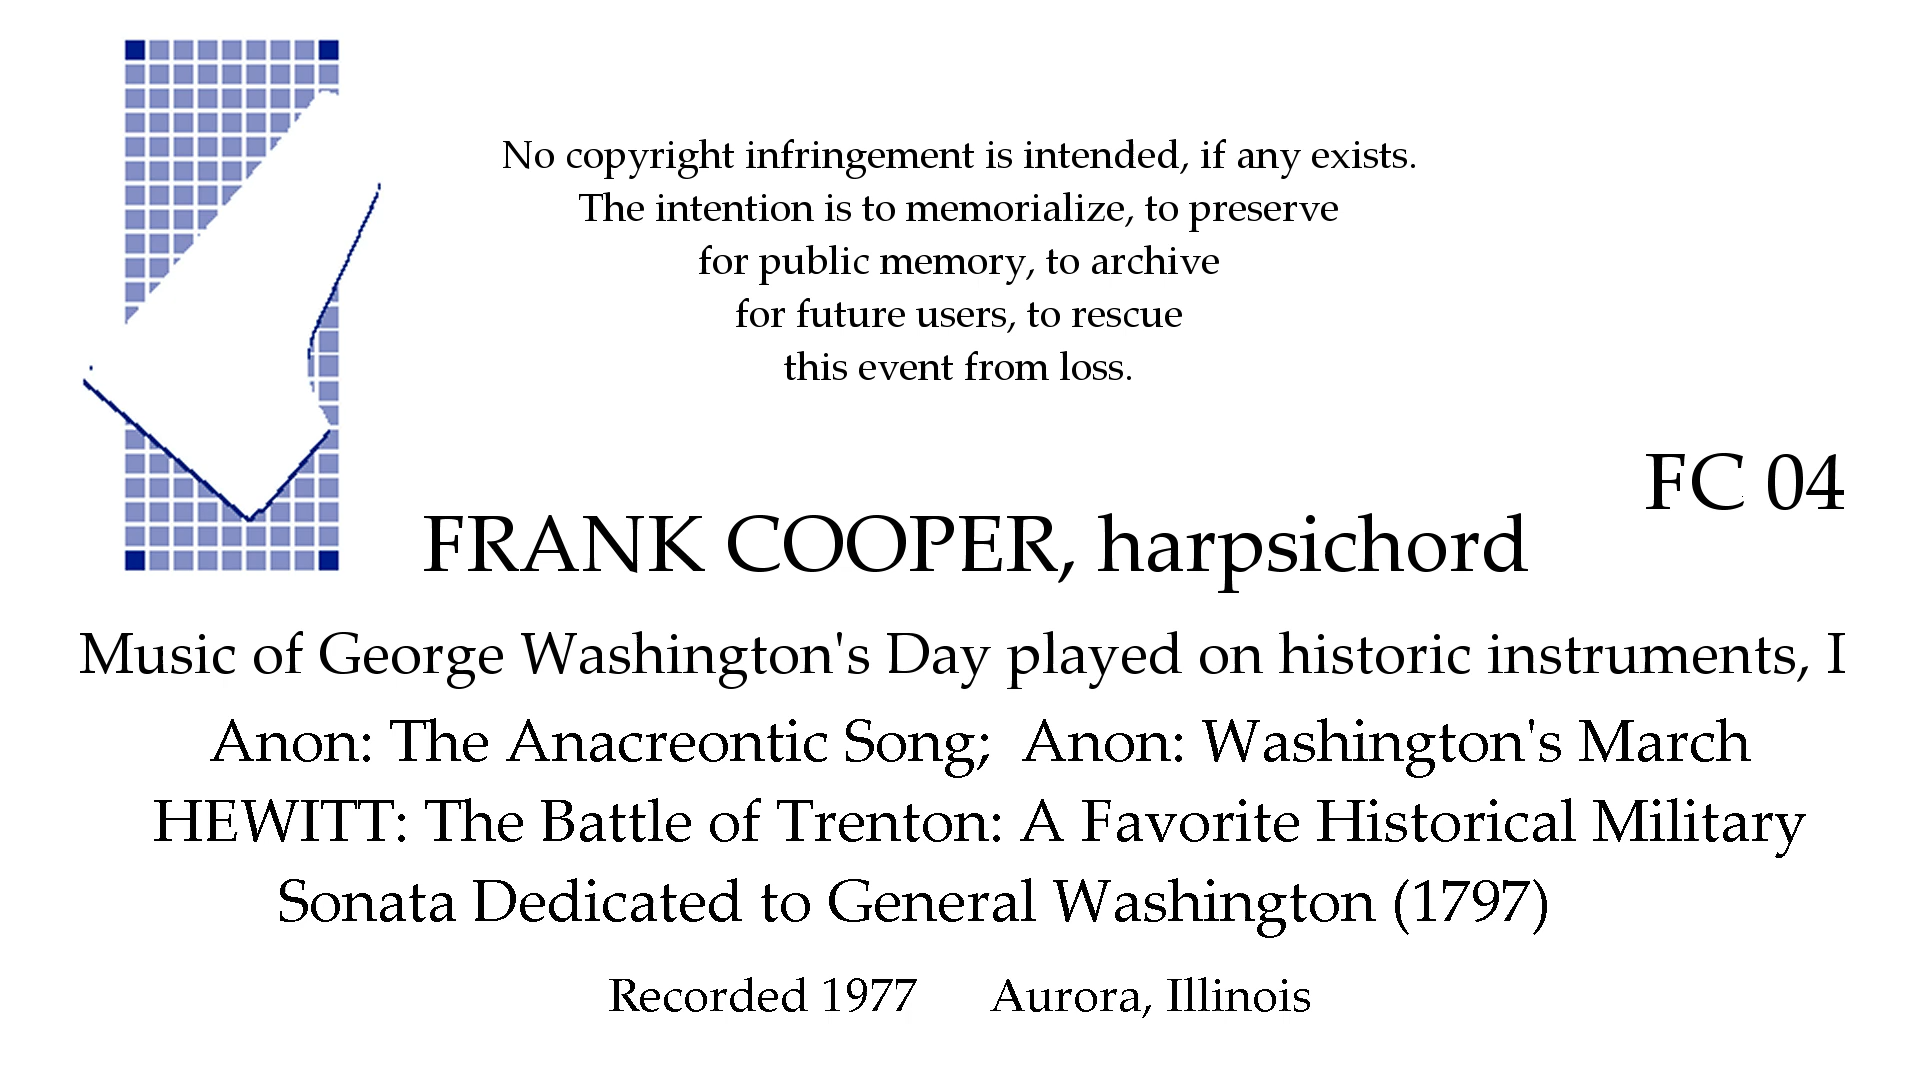 No copyright infringement is intended, if any exists.
The intention is to memorialize, to preserve
for public memory, to archive
for future users, to rescue
this event from loss.
FC 04
FRANK COOPER, harpsichord
Music of George Washington's Day played on historic instruments, I
Anon: The Anacreontic Song;  Anon: Washington's March
HEWITT: The Battle of Trenton: A Favorite Historical Military
Sonata Dedicated to General Washington (1797)
Recorded 1977    Aurora, Illinois